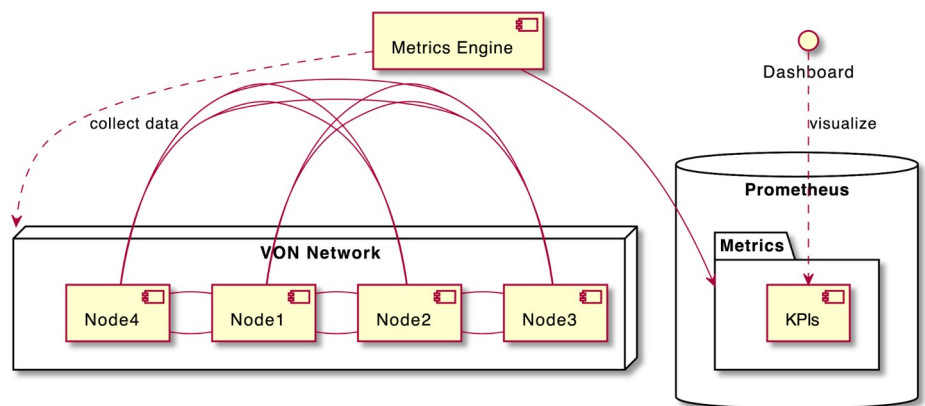 Metrics Engine
Dashboard
collect data
visualize
Prometheus
VON Network
Metrics
Node4
Node1
Node2
Node3
KPIs